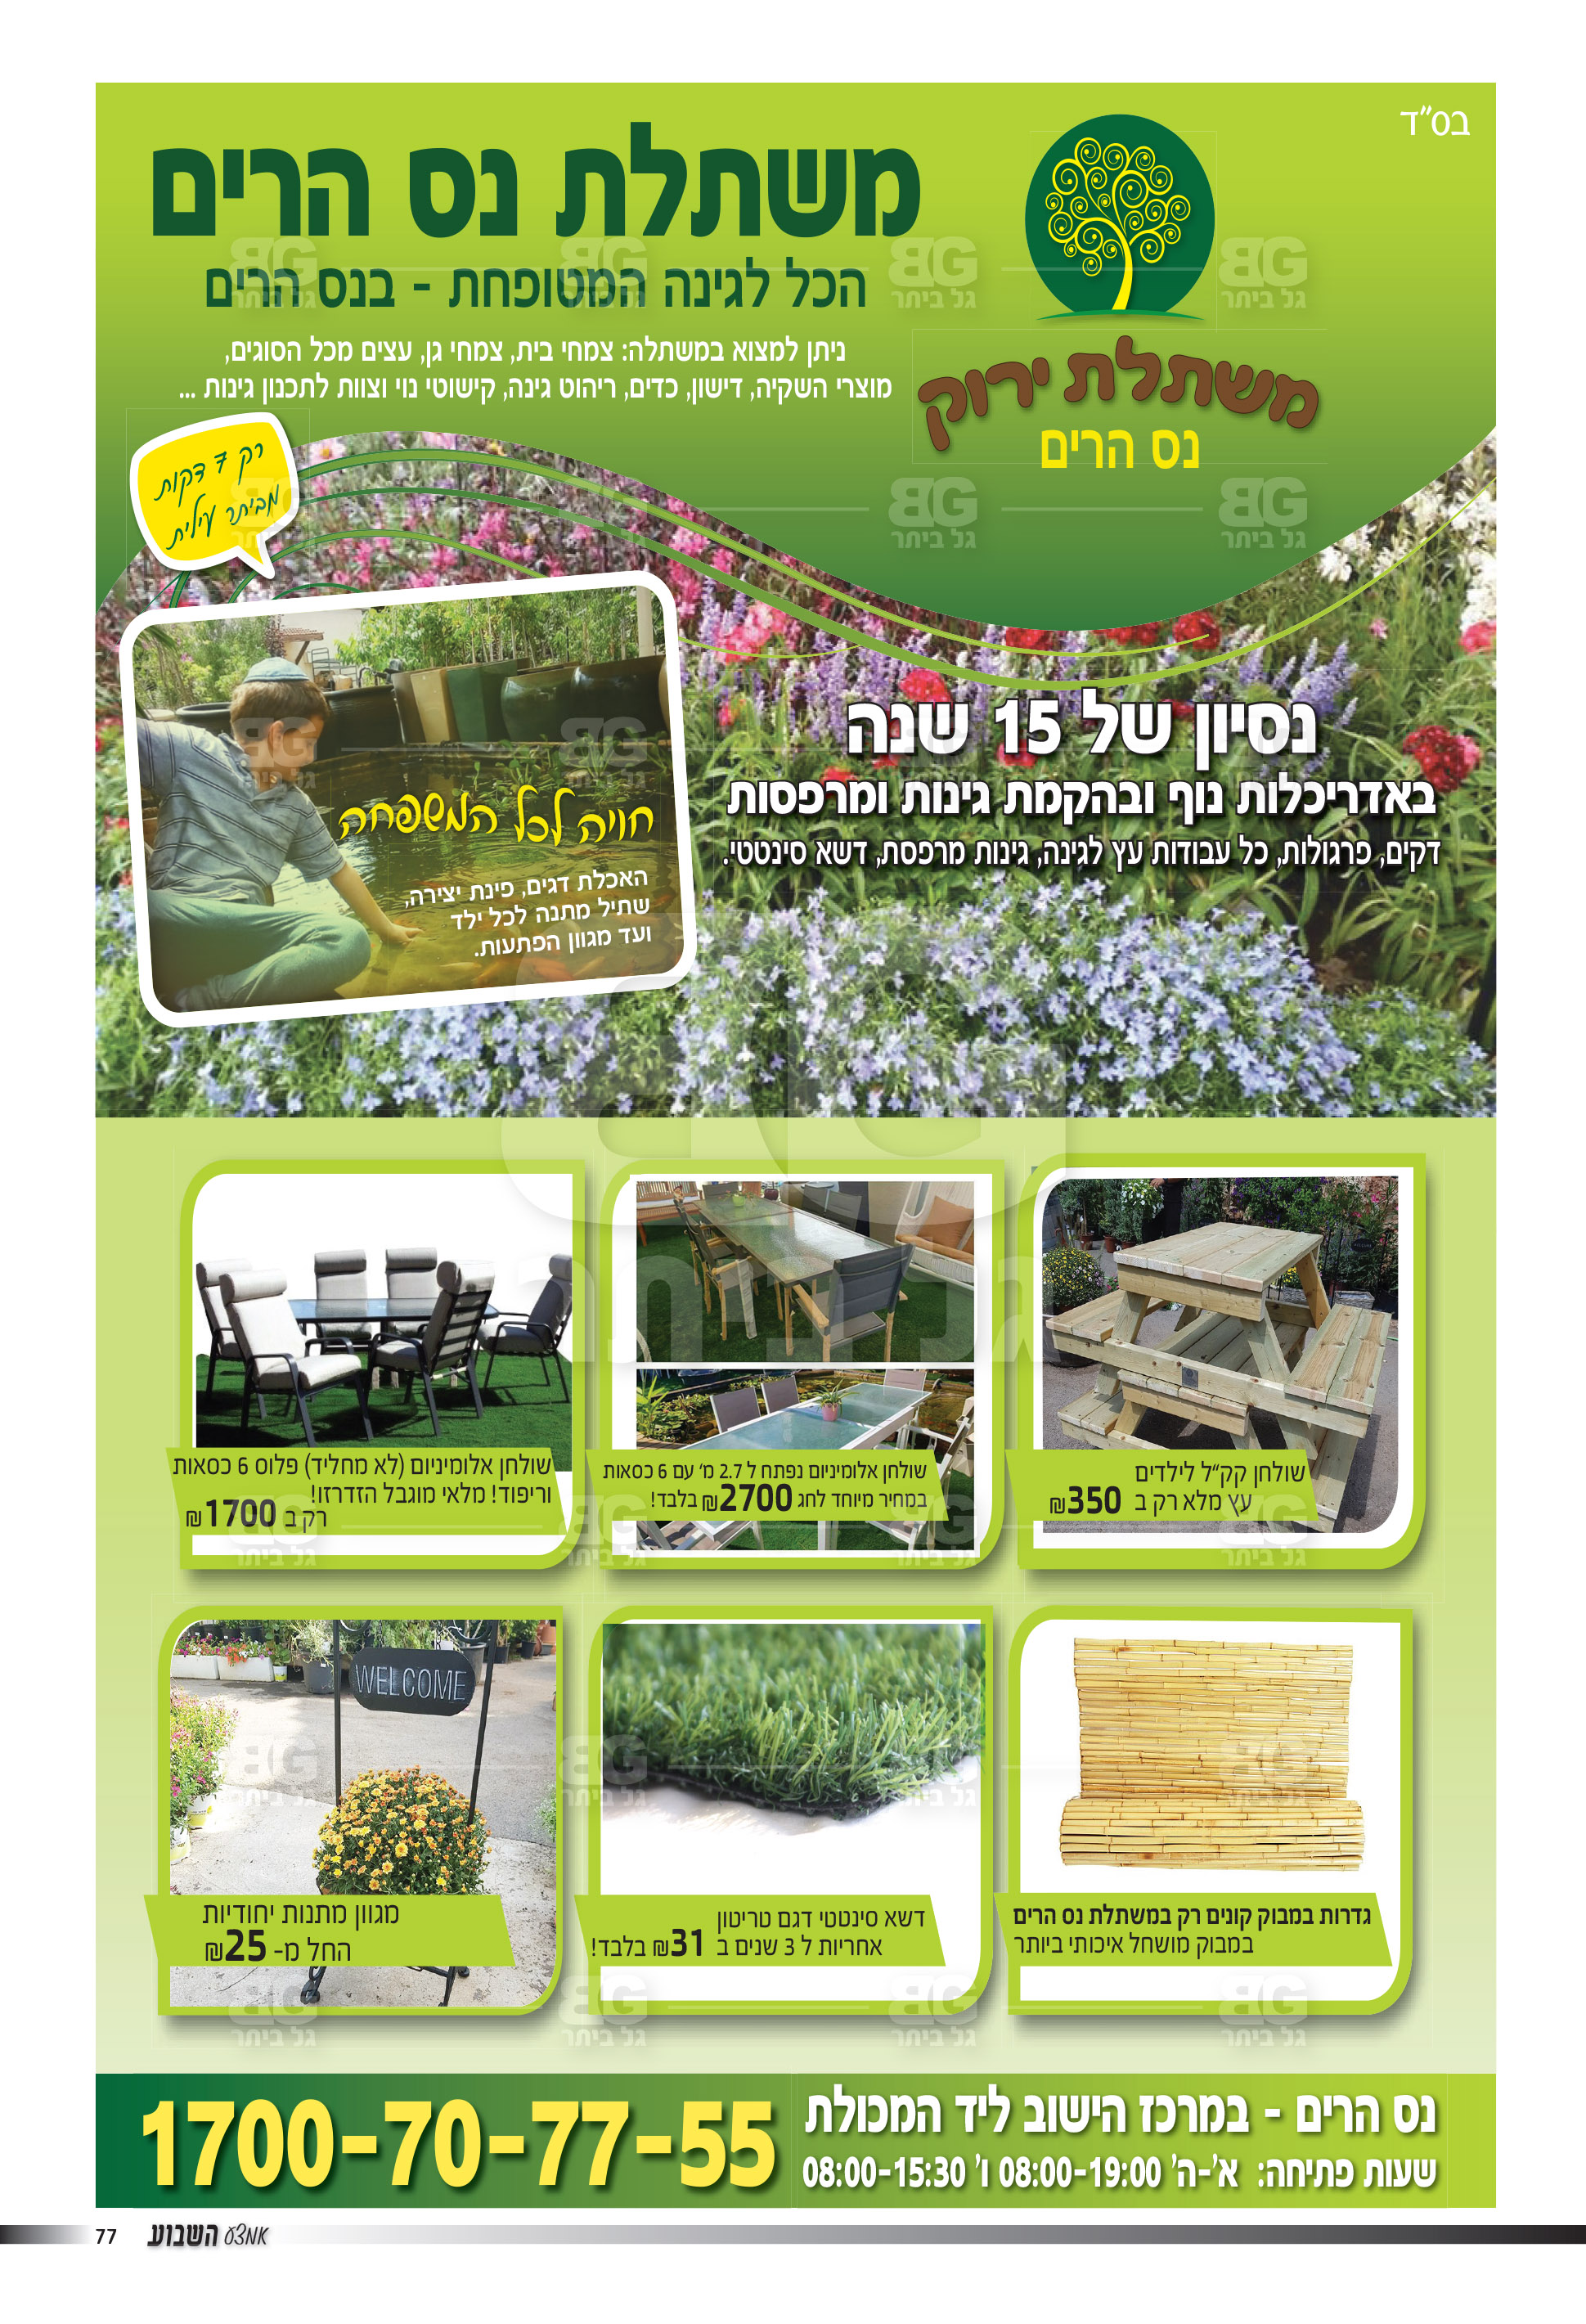 בס"ד
משתלת נס הרים
הכל לגינה המטופחת - בנס הרים
ניתן למצוא במשתלה: צמחי בית, צמחי גן, עצים מכל הסוגים,
מוצרי השקיה, דישון, כדים, ריהוט גינה, קישוטי נוי וצוות לתכנון גינות ...
משתלת ירוק
נס הרים
רק 7 דקות
מביתר עילית
נסיון של 15 שנה
באדריכלות נוף ובהקמת גינות ומרפסות
דקים, פרגולות, כל עבודות עץ לגינה, גינות מרפסת, דשא סינטטי.
חוויה לכל המשפחה
האכלת דגים, פינת יצירה,
שתיל מתנה לכל ילד
ועד מגוון הפתעות.
שולחן קק"ל לילדים
עץ מלא רק ב 350₪
שולחן אלומיניום נפתח ל 2.7 מ' עם 6 כסאות
במחיר מיוחד לחג 2700₪ בלבד!
שולחן אלומיניום (לא מחליד) פלוס 6 כסאות
וריפוד! מלאי מוגבל הזדרזו!
רק ב 1700₪
גדרות במבוק קונים רק במשתלת נס הרים
במבוק מושחל איכותי ביותר
דשא סינטטי דגם טריטון
אחריות ל 3 שנים ב 31₪ בלבד!
WELCOME
מגוון מתנות יחודיות
החל מ- 25₪
נס הרים - במרכז הישוב ליד המכולת
שעות פתיחה: א'-ה' 08:00-19:00 ו' 08:00-15:30
1700-70-77-55
אמצע השבוע
77
BG
גל ביתר